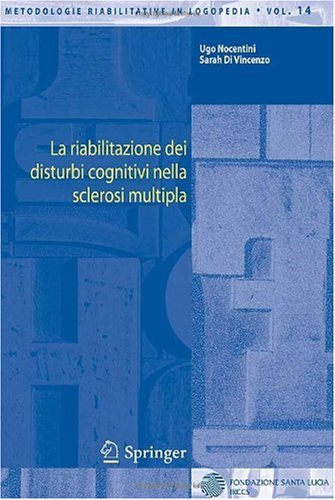 METODOLOGIE RIABILITATIVE IN LOGOPEDIA • VOL. 14
Ugo Nocentini
Sarah Di Vincenzo
La riabilitazione dei
disturbi cognitivi nella
sclerosi multipla
Springer
FONDAZIONE SANTA LUCIA
IRCCS